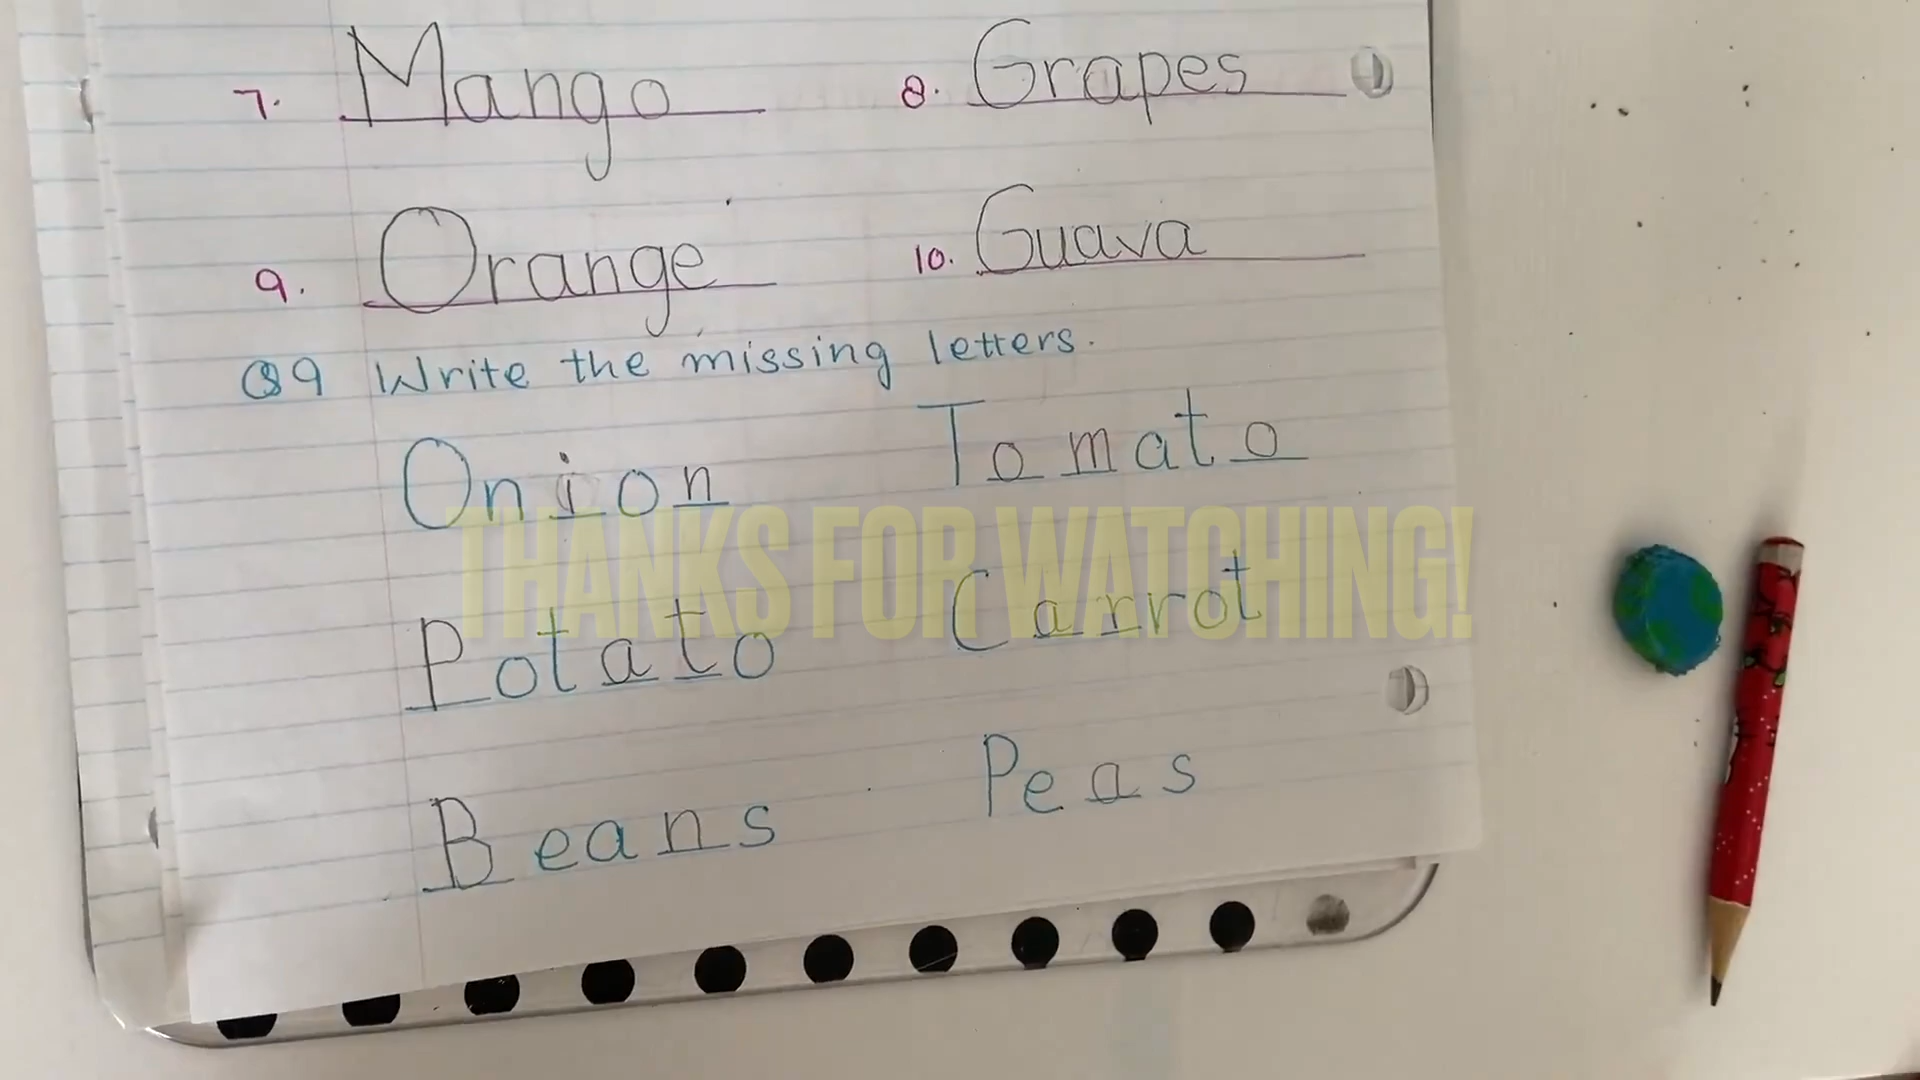 7. Mango 8. Grapes
9. Orange 10. Guava
Q9 Write the missing letters.
Onion Tomato
THANKS FOR WATCHING!
Potato Carrot
Beans Peas